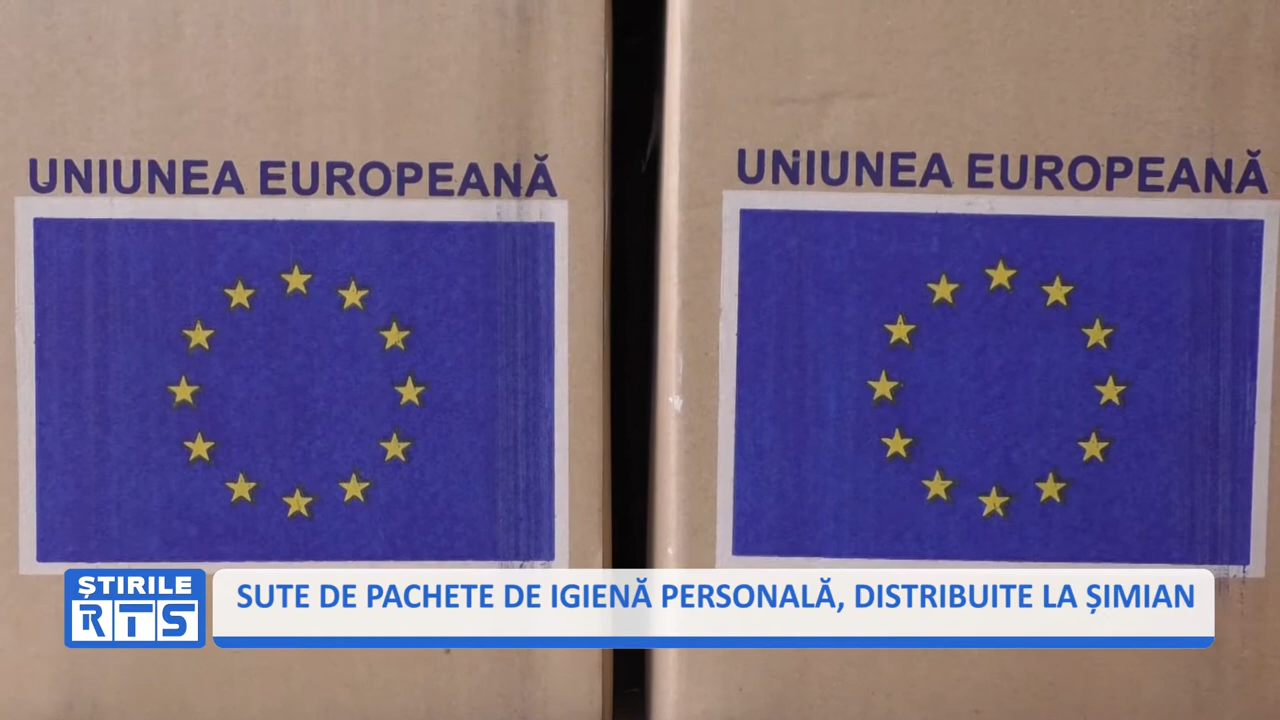 UNIUNEA EUROPEANĂ
UNiUNEA EUROPEANĂ
ȘTIRILE
RTS
SUTE DE PACHETE DE IGIENĂ PERSONALĂ, DISTRIBUITE LA ȘIMIAN